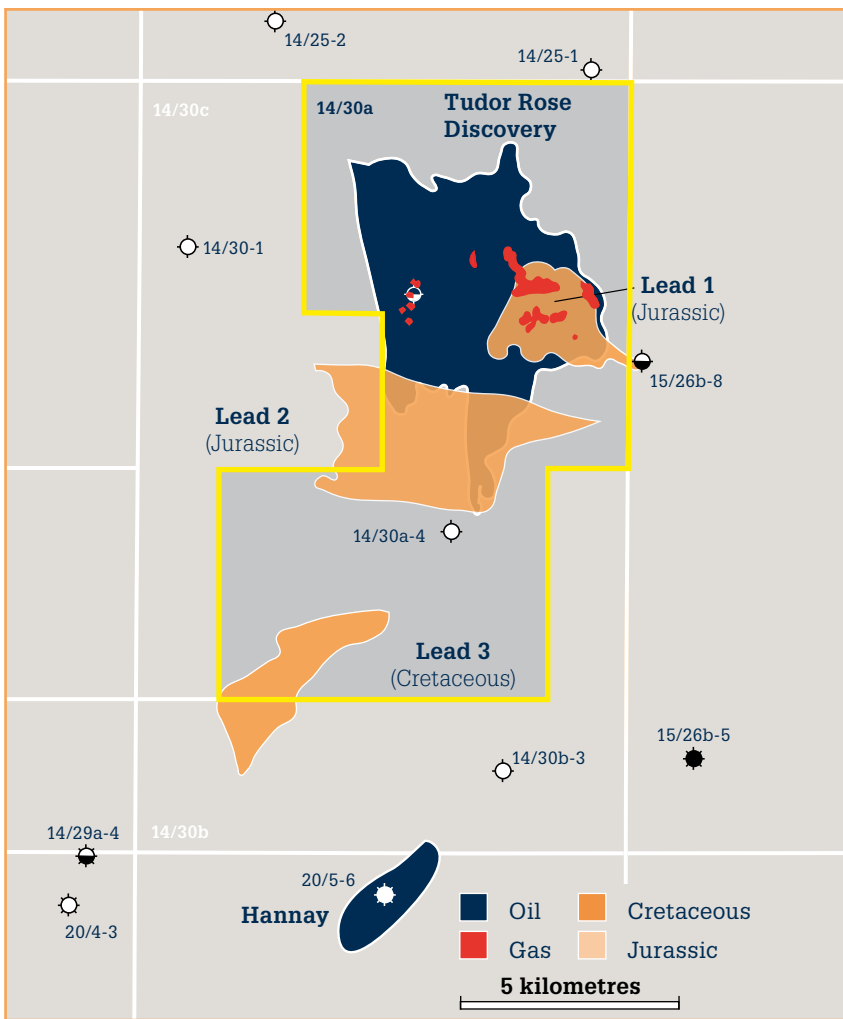 14/25-2
14/25-1
14/30c
14/30a
Tudor Rose
Discovery
14/30-1
Lead 1
(Jurassic)
15/26b-8
Lead 2
(Jurassic)
14/30a-4
Lead 3
(Cretaceous)
15/26b-5
14/30b-3
14/29a-4
14/30b
20/5-6
20/4-3
Hannay
Oil
Cretaceous
Gas
Jurassic
5 kilometres